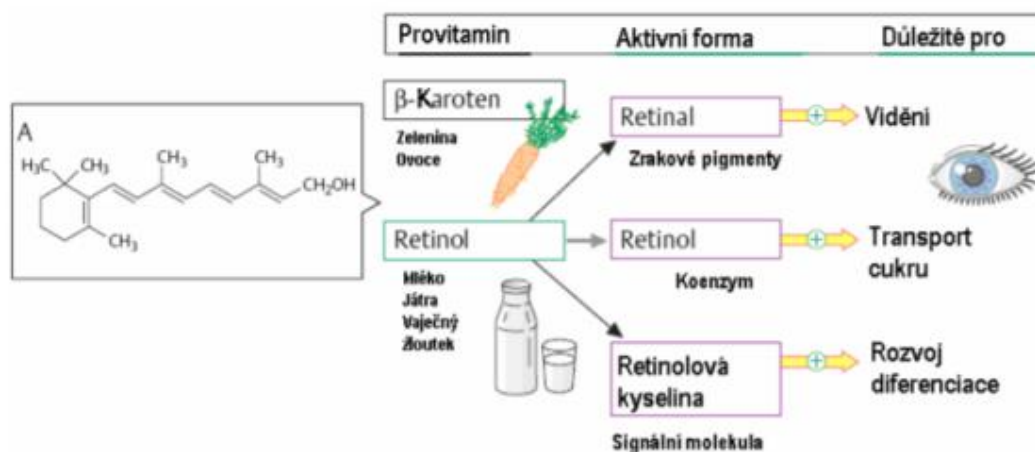 Provitamin
Aktivní forma
Důležité pro
A
H₃C
CH₃
CH₃
CH₃
CH₂OH
CH₃
β-Karoten
Zelenina
Ovoce
Retinal
Zrakové pigmenty
Vidění
Retinol
Mléko
Játra
Vaječný
Žloutek
Retinol
Koenzym
Transport
cukru
Retinolová
kyselina
Signální molekula
Rozvoj
diferenciace